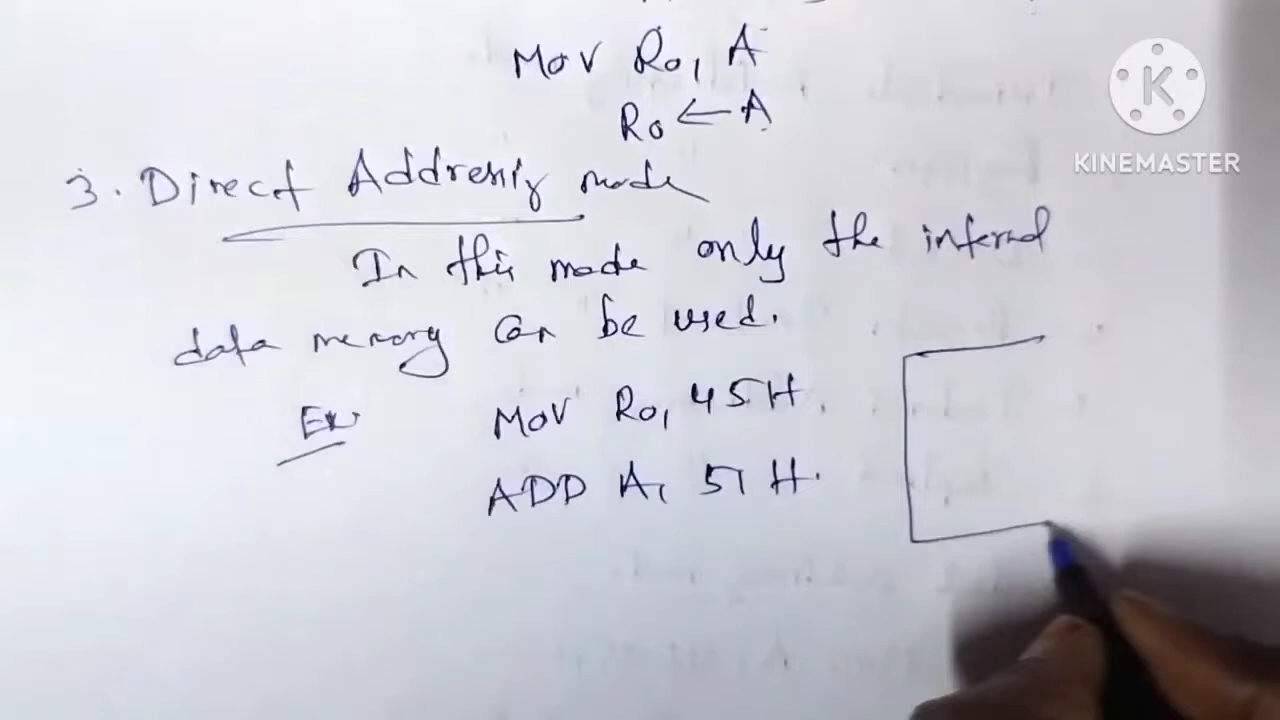 MOV R0, A
R0 ← A
K
KINEMASTER
3. Direct Addressing mode
In this mode only the internal
data memory can be used.
Ex
MOV R0, 45H.
ADD A, 51H.